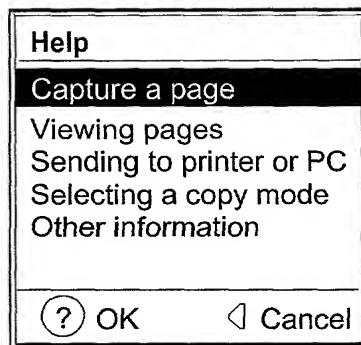 Help
Capture a page
Viewing pages
Sending to printer or PC
Selecting a copy mode
Other information
? OK Cancel